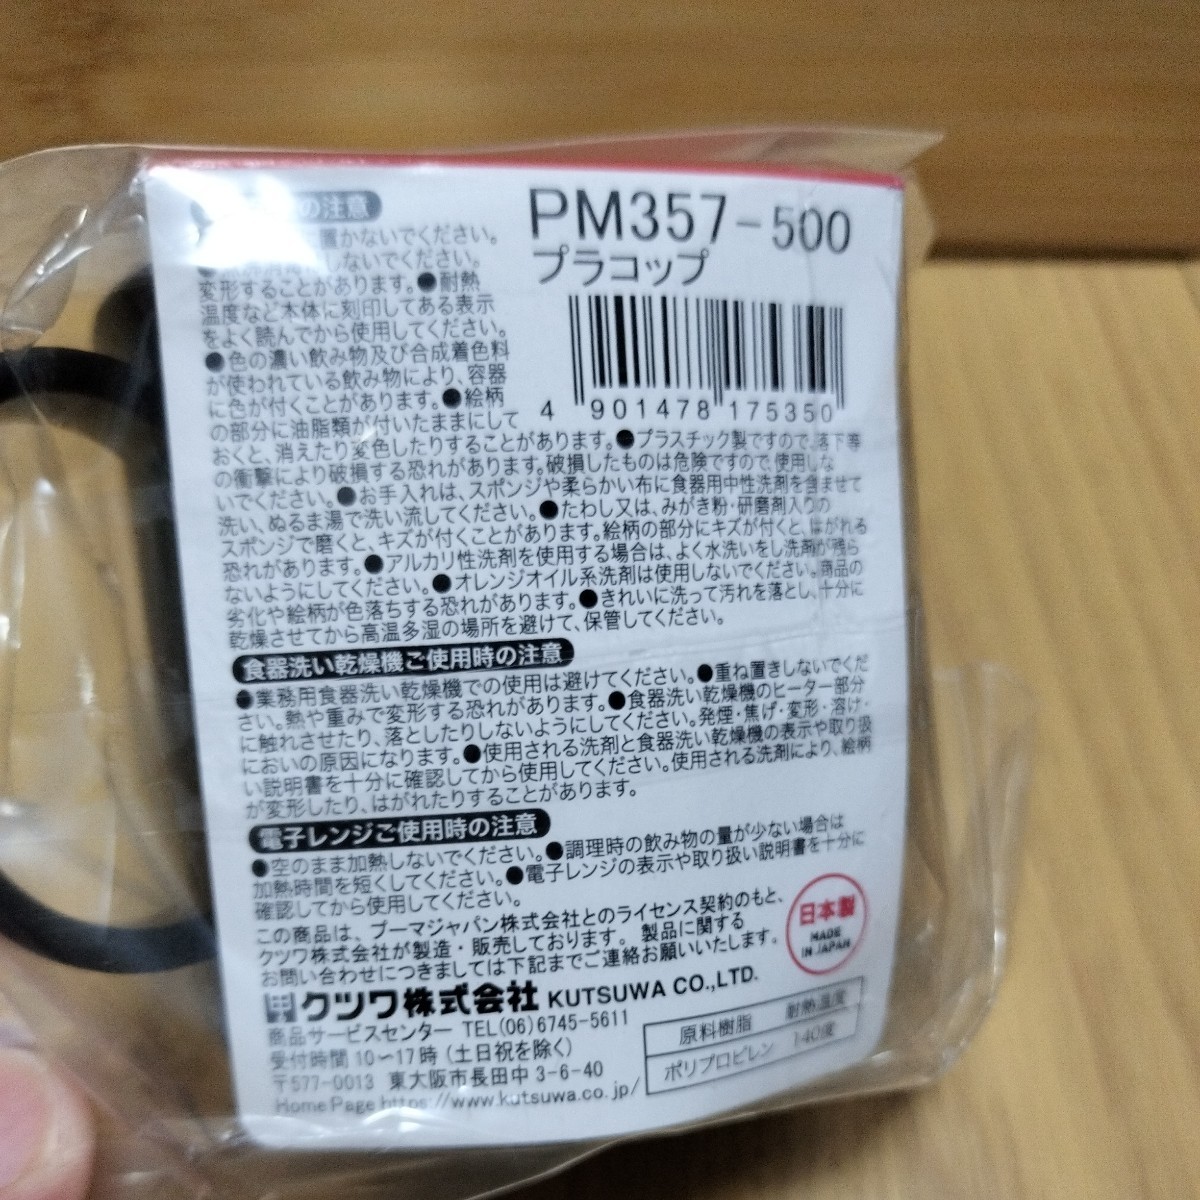 の注意
置かないでください。
しないでください。
変形することがあります。●耐熱
温度など本体に刻印してある表示
をよく読んでから使用してください。
●色の濃い飲み物及び合成着色料
が使われている飲み物により、容器
に色が付くことがあります。●絵柄
の部分に油脂類が付いたままにして
おくと、消えたり変色したりすることがあります。●プラスチック製ですので、落下等
の衝撃により破損する恐れがあります。破損したものは危険ですので、使用しな
いでください。●お手入れは、スポンジや柔らかい布に食器用中性洗剤を含ませて
洗い、ぬるま湯で洗い流してください。●たわし又は、みがき粉・研磨剤入りの
スポンジで磨くと、キズが付くことがあります。絵柄の部分にキズが付くと、はがれる
恐れがあります。●アルカリ性洗剤を使用する場合は、よく水洗いをし洗剤が残ら
ないようにしてください。●オレンジオイル系洗剤は使用しないでください。商品の
劣化や絵柄が色落ちする恐れがあります。●きれいに洗って汚れを落とし、十分に
乾燥させてから高温多湿の場所を避けて、保管してください。
PM357-500
プラコップ
4 901478 175350
食器洗い乾燥機ご使用時の注意
●業務用食器洗い乾燥機での使用は避けてください。●重ね置きしないでくだ
さい。熱や重みで変形する恐れがあります。●食器洗い乾燥機のヒーター部分
に触れさせたり、落としたりしないようにしてください。発煙・焦げ・変形・溶け・
においの原因になります。●使用される洗剤と食器洗い乾燥機の表示や取り扱
い説明書を十分に確認してから使用してください。使用される洗剤により、絵柄
が変形したり、はがれたりすることがあります。
電子レンジご使用時の注意
●空のまま加熱しないでください。●調理時の飲み物の量が少ない場合は
加熱時間を短くしてください。●電子レンジの表示や取り扱い説明書を十分に
確認してから使用してください。
この商品は、プーマジャパン株式会社とのライセンス契約のもと、
クツワ株式会社が製造・販売しております。製品に関する
お問い合わせにつきましては下記までご連絡お願いいたします。
日本製
MADE
IN JAPAN
クツワ株式会社 KUTSUWA CO.,LTD.
商品サービスセンター TEL(06)6745-5611
受付時間 10〜17時（土日祝を除く）
〒577-0013 東大阪市長田中 3-6-40
Home Page https://www.kutsuwa.co.jp/
原料樹脂 耐熱温度
ポリプロピレン 140度